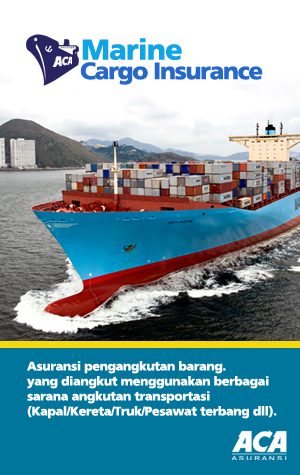 ACA
Marine
Cargo Insurance
Asuransi pengangkutan barang.
yang diangkut menggunakan berbagai
sarana angkutan transportasi
(Kapal/Kereta/Truk/Pesawat terbang dll).
ACA
ASURANSI